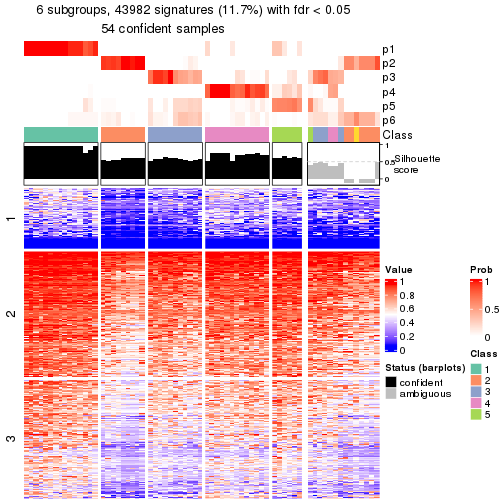 6 subgroups, 43982 signatures (11.7%) with fdr < 0.05
54 confident samples
p1
p2
p3
p4
p5
p6
Class
1
0.5
0
Silhouette
score
1
2
3
Value
1
0.8
0.6
0.4
0.2
0
Status (barplots)
confident
ambiguous
Prob
1
0.5
0
Class
1
2
3
4
5